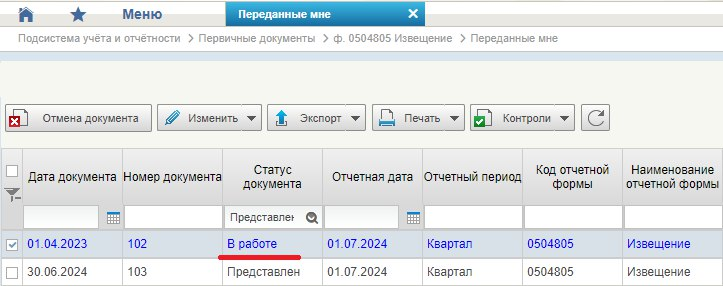 Меню Переданные мне
Подсистема учёта и отчётности Первичные документы ф. 0504805 Извещение Переданные мне
Отмена документа Изменить Экспорт Печать Контроли
Дата документа Номер документа Статус документа Отчетная дата Отчетный период Код отчетной формы Наименование отчетной формы
Представлен
01.04.2023 102 В работе 01.07.2024 Квартал 0504805 Извещение
30.06.2024 103 Представлен 01.07.2024 Квартал 0504805 Извещение